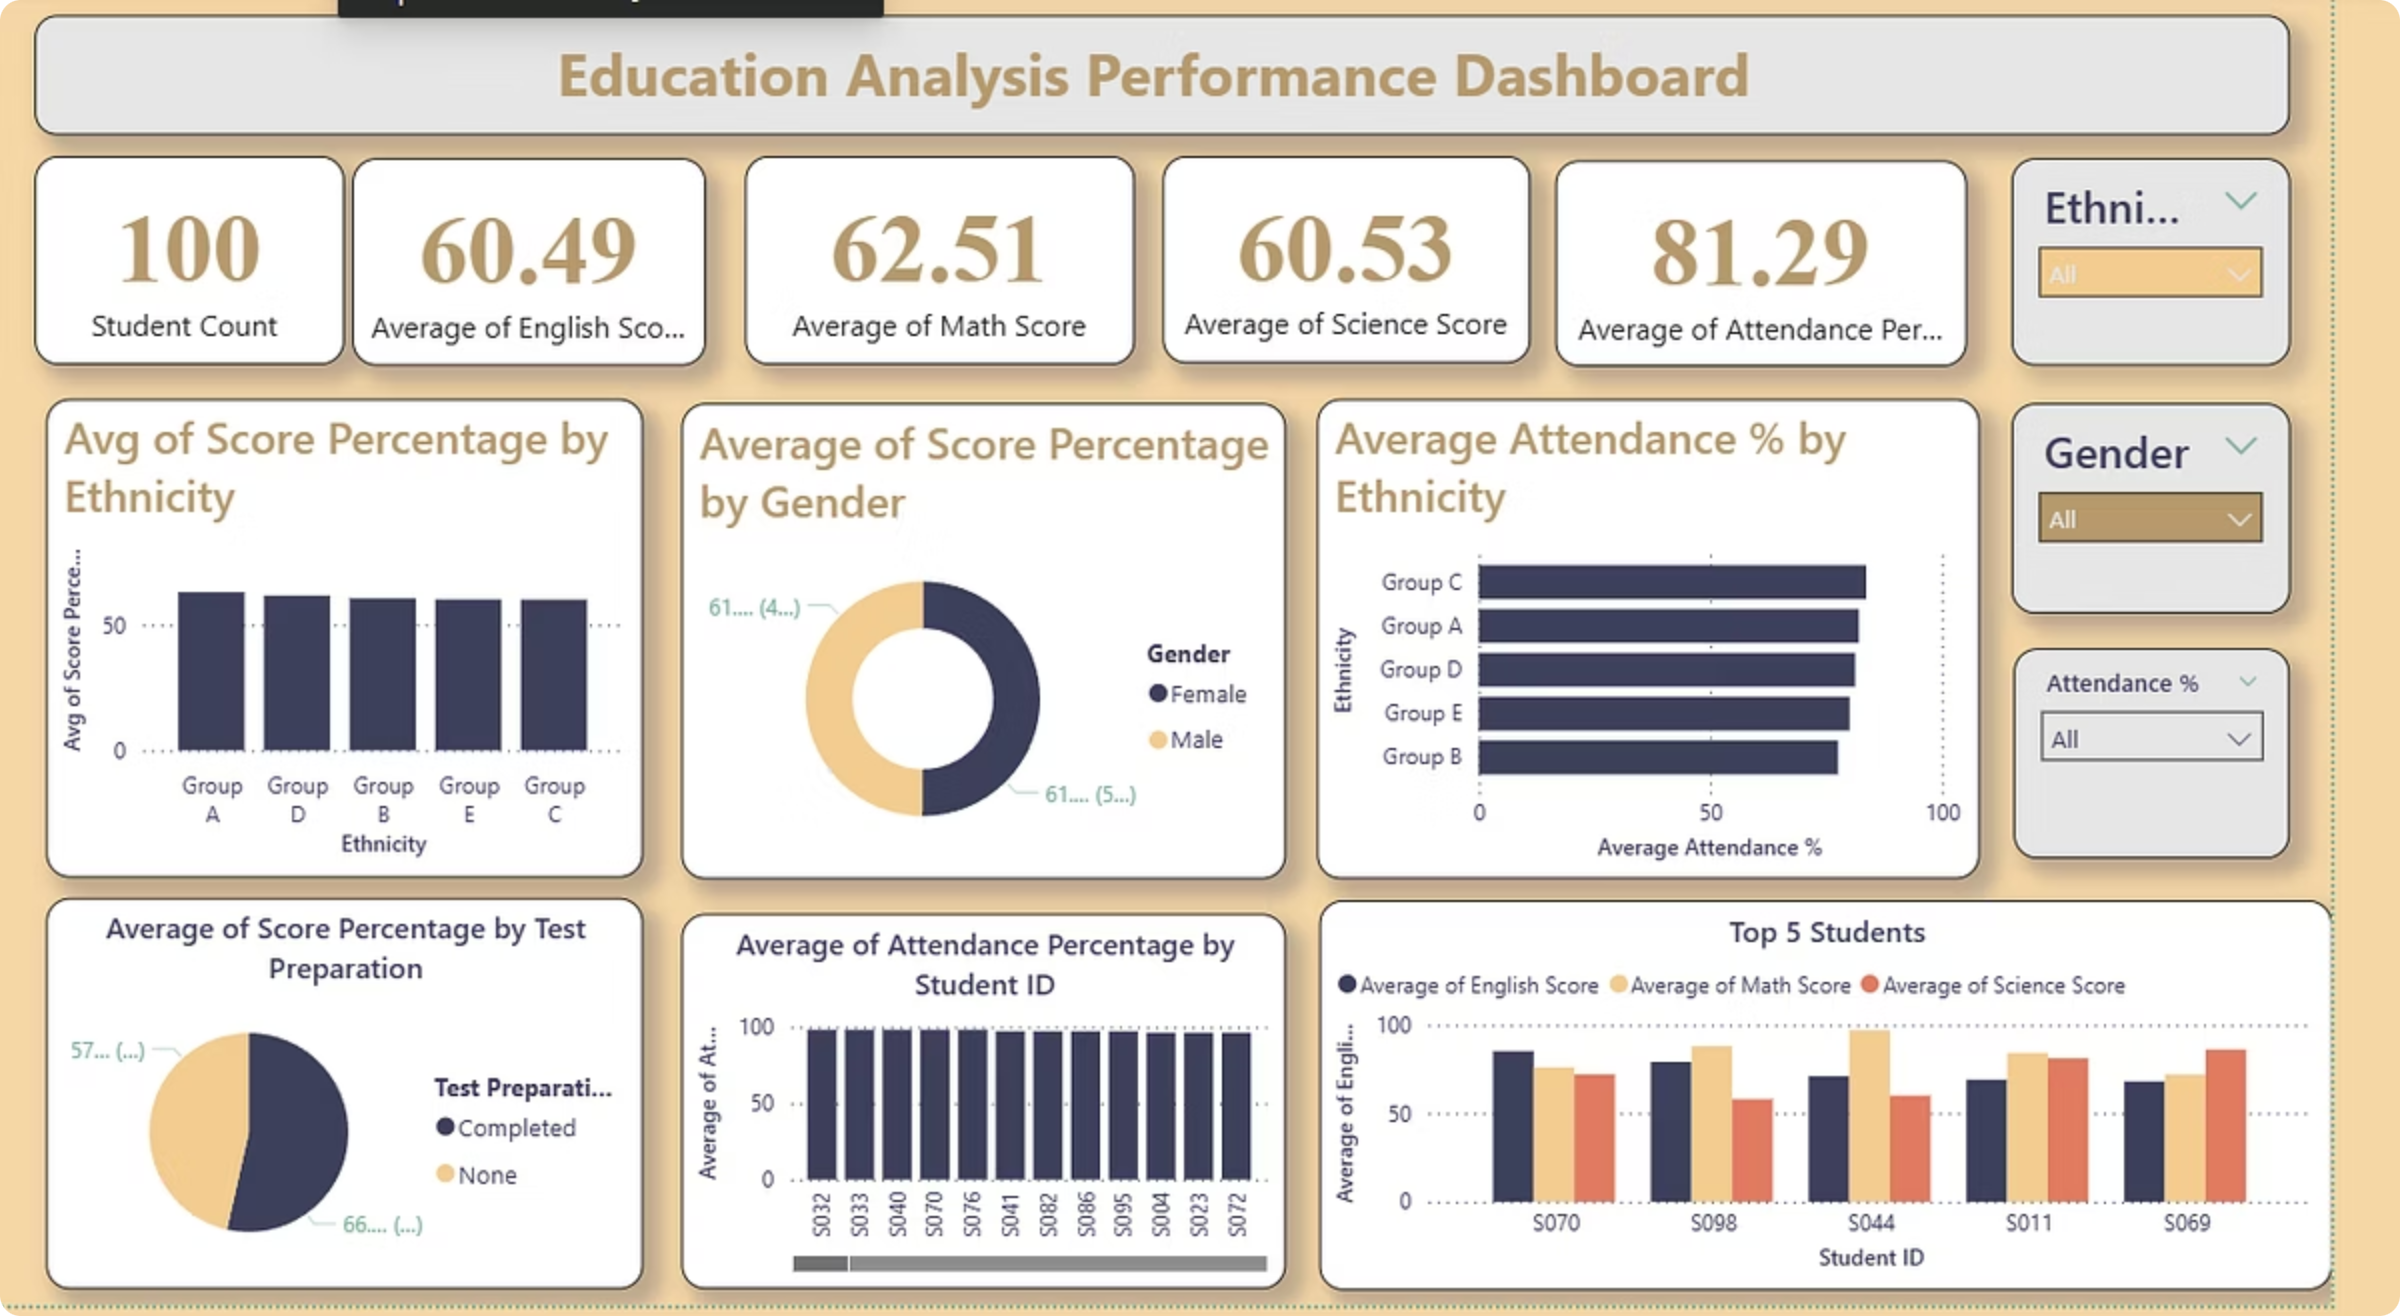 Education Analysis Performance Dashboard
100
Student Count
60.49
Average of English Sco...
62.51
Average of Math Score
60.53
Average of Science Score
81.29
Average of Attendance Per...
Ethni...
All
Avg of Score Percentage by
Ethnicity
Avg of Score Perce...
50
0
Group
A
Group
D
Group
B
Group
E
Group
C
Ethnicity
Average of Score Percentage
by Gender
61.... (4...)
61.... (5...)
Gender
Female
Male
Average Attendance % by
Ethnicity
Ethnicity
Group C
Group A
Group D
Group E
Group B
0
50
100
Average Attendance %
Gender
All
Attendance %
All
Average of Score Percentage by Test
Preparation
57... (...)
66.... (...)
Test Preparati...
Completed
None
Average of Attendance Percentage by
Student ID
Average of At...
100
50
0
S032
S033
S040
S070
S076
S041
S082
S086
S095
S004
S023
S072
Top 5 Students
Average of English Score
Average of Math Score
Average of Science Score
Average of Engli...
100
50
0
S070
S098
S044
S011
S069
Student ID